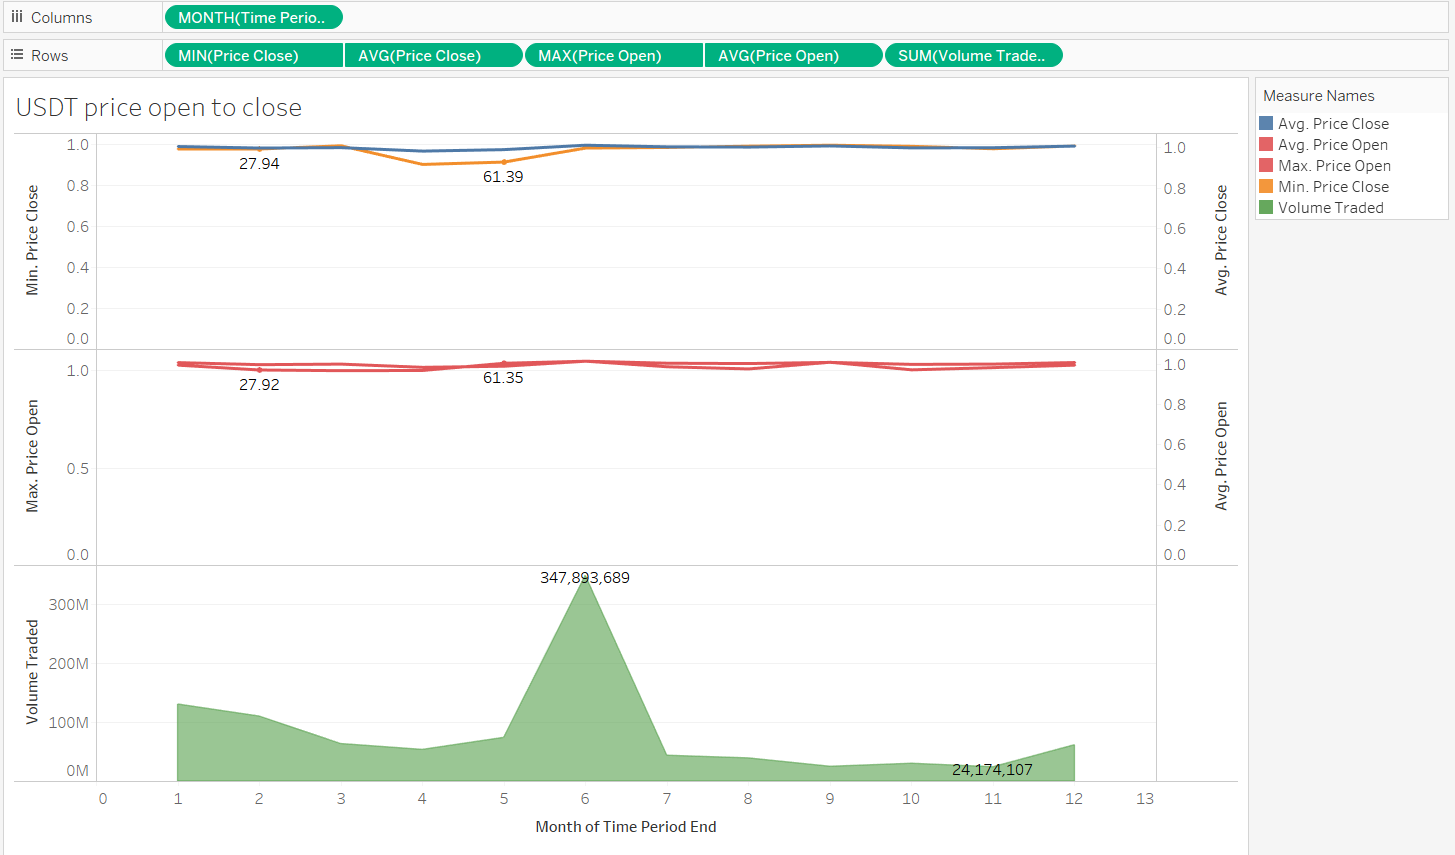 Columns
MONTH(Time Perio..
Rows
MIN(Price Close)
AVG(Price Close)
MAX(Price Open)
AVG(Price Open)
SUM(Volume Trade..
USDT price open to close
Measure Names
Avg. Price Close
Avg. Price Open
Max. Price Open
Min. Price Close
Volume Traded
Min. Price Close
1.0
0.8
0.6
0.4
0.2
0.0
27.94
61.39
1.0
0.8
0.6
0.4
0.2
0.0
Avg. Price Close
Max. Price Open
1.0
0.5
0.0
27.92
61.35
1.0
0.8
0.6
0.4
0.2
0.0
Avg. Price Open
Volume Traded
300M
200M
100M
0M
347,893,689
24,174,107
0 1 2 3 4 5 6 7 8 9 10 11 12 13
Month of Time Period End